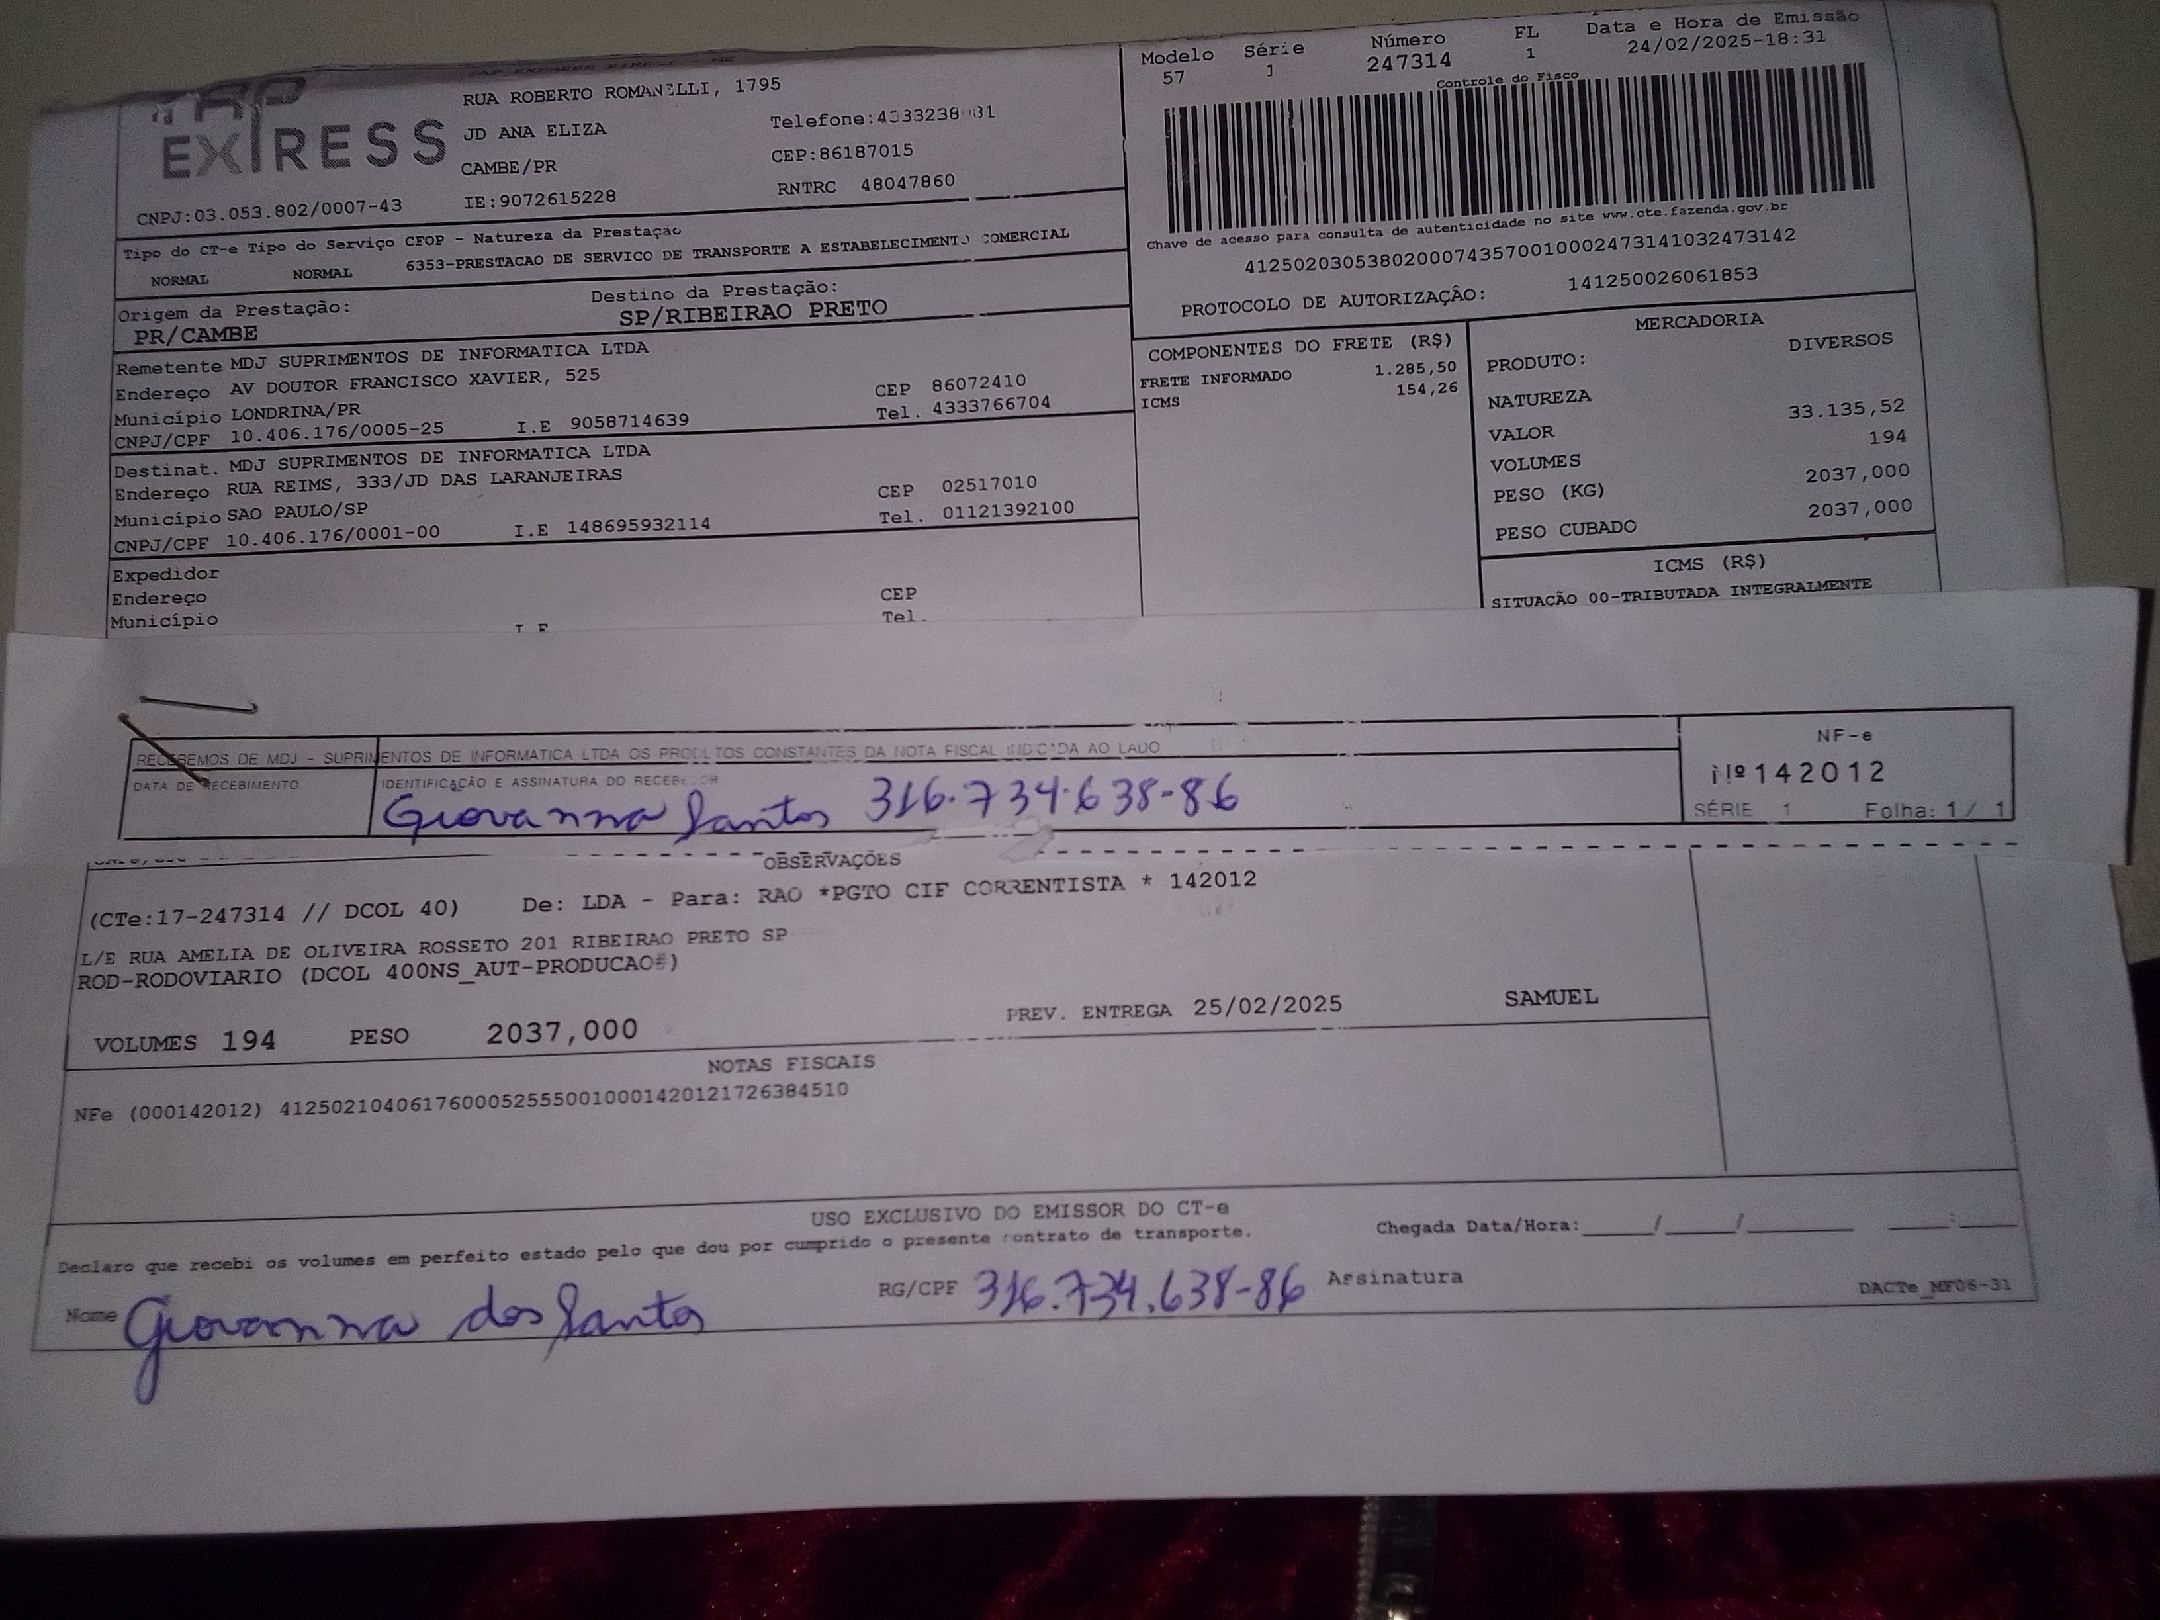 EXPRESS
RUA ROBERTO ROMANELLI, 1795
JD ANA ELIZA
CAMBE/PR CEP:86187015
CNPJ:03.053.802/0007-43 IE:9072615228 RNTRC 48047860
Modelo Série Número FL Data e Hora de Emissão
57 1 247314 1 24/02/2025-18:31
Controle do Fisco
Chave de acesso para consulta de autenticidade no site www.cte.fazenda.gov.br
41250203053802000743570010002473141032473142
PROTOCOLO DE AUTORIZAÇÂO: 141250026061853
Tipo do CT-e Tipo do Serviço CFOP - Natureza da Prestação
NORMAL NORMAL 6353-PRESTACAO DE SERVICO DE TRANSPORTE A ESTABELECIMENTO COMERCIAL
Origem da Prestação: Destino da Prestação:
PR/CAMBE SP/RIBEIRAO PRETO
Remetente MDJ SUPRIMENTOS DE INFORMATICA LTDA
Endereço AV DOUTOR FRANCISCO XAVIER, 525 CEP 86072410
Município LONDRINA/PR Tel. 4333766704
CNPJ/CPF 10.406.176/0005-25 I.E 9058714639
Destinat. MDJ SUPRIMENTOS DE INFORMATICA LTDA
Endereço RUA REIMS, 333/JD DAS LARANJEIRAS CEP 02517010
Município SAO PAULO/SP Tel. 01121392100
CNPJ/CPF 10.406.176/0001-00 I.E 148695932114
Expedidor
Endereço CEP
Município Tel.
COMPONENTES DO FRETE (R$)
FRETE INFORMADO 1.285,50
ICMS 154,26
MERCADORIA
PRODUTO: DIVERSOS
NATUREZA
VALOR 33.135,52
VOLUMES 194
PESO (KG) 2037,000
PESO CUBADO 2037,000
ICMS (R$)
SITUACÃO 00-TRIBUTADA INTEGRALMENTE
RECEBEMOS DE MDJ - SUPRIMENTOS DE INFORMATICA LTDA OS PRODUTOS CONSTANTES DA NOTA FISCAL INDICADA AO LADO
DATA DE RECEBIMENTO IDENTIFICAÇÃO E ASSINATURA DO RECEBEDOR
Giovanna Santos 316.734.638-86
NF-e
Nº 142012
SÉRIE 1 Folha: 1 / 1
OBSERVAÇÕES
(CTe:17-247314 // DCOL 40) De: LDA - Para: RAO *PGTO CIF CORRENTISTA * 142012
L/E RUA AMELIA DE OLIVEIRA ROSSETO 201 RIBEIRAO PRETO SP
ROD-RODOVIARIO (DCOL 400NS_AUT-PRODUCAO#)
VOLUMES 194 PESO 2037,000 PREV. ENTREGA 25/02/2025 SAMUEL
NOTAS FISCAIS
NFe (000142012) 41250210406176000525550010001420121726384510
USO EXCLUSIVO DO EMISSOR DO CT-e
Declaro que recebi os volumes em perfeito estado pelo que dou por cumprido o presente contrato de transporte. Chegada Data/Hora:____/____/______ ___:___
Nome Giovanna dos Santos RG/CPF 316.734.638-86 Assinatura
DACTe_MF06-31